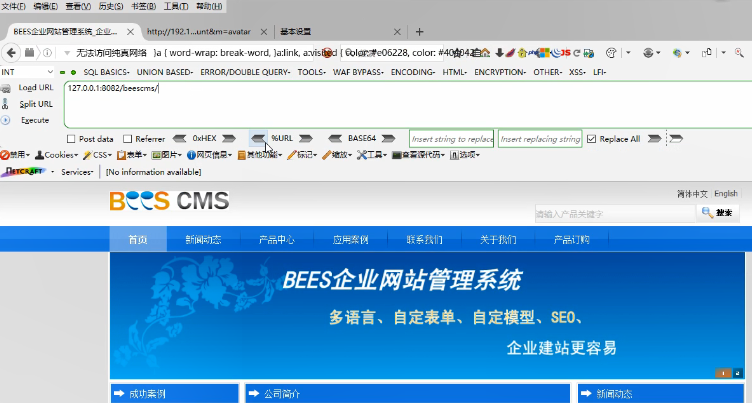 文件(F) 编辑(E) 查看(V) 历史(S) 书签(B) 工具(T) 帮助(H)
BEES企业网站管理系统_企业... http://192.1...unt&m=avatar 基本设置
无法访问纯真网络 }a { word-wrap: break-word, }a:link, a:visited { color: #e06228, color: #404042
INT SQL BASICS UNION BASED ERROR/DOUBLE QUERY TOOLS WAF BYPASS ENCODING HTML ENCRYPTION OTHER XSS LFI
Load URL 127.0.0.1:8082/beescms/
Split URL
Execute
Post data Referrer 0xHEX %URL BASE64 Insert string to replace Insert replacing string Replace All
禁用 Cookies CSS 表单 图片 网页信息 其他功能 标记 缩放 工具 查看源代码 选项
NETCRAFT Services [No information available]
BEES CMS
简体中文 | English
请输入产品关键字 搜索
首页 新闻动态 产品中心 应用案例 联系我们 关于我们 产品订购
BEES企业网站管理系统
多语言、自定表单、自定模型、SEO、
企业建站更容易
1 2
成功案例 公司简介 新闻动态